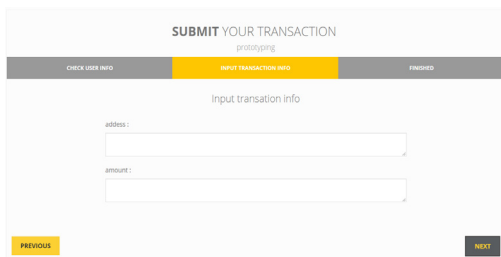 SUBMIT YOUR TRANSACTION
prototyping
CHECK USER INFO INPUT TRANSACTION INFO FINISHED
Input transation info
addess :
amount :
PREVIOUS NEXT